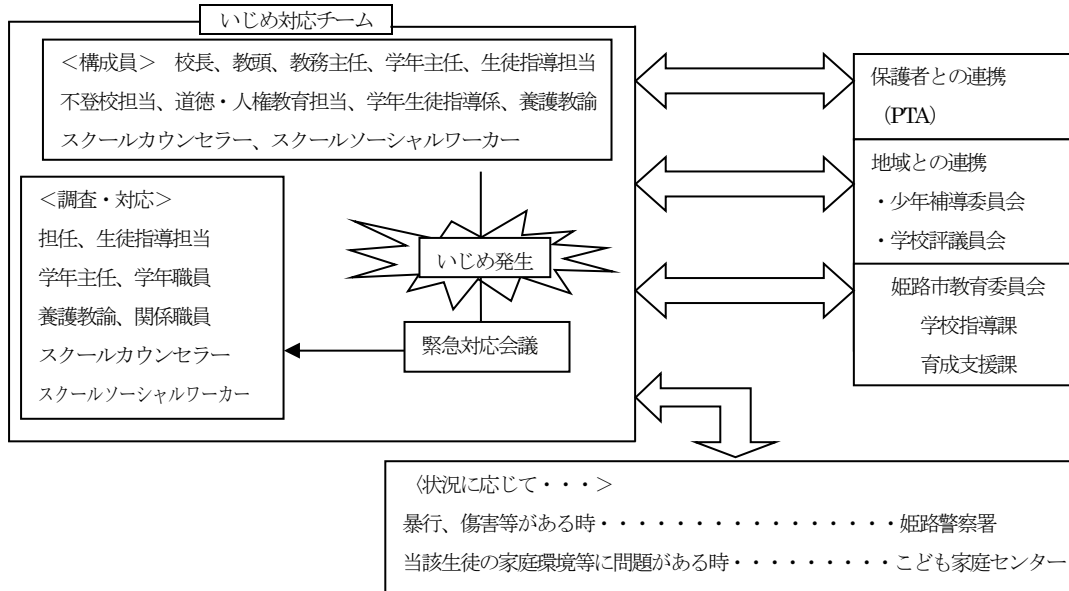 いじめ対応チーム
＜構成員＞　校長、教頭、教務主任、学年主任、生徒指導担当
不登校担当、道徳・人権教育担当、学年生徒指導係、養護教諭
スクールカウンセラー、スクールソーシャルワーカー
＜調査・対応＞
担任、生徒指導担当
学年主任、学年職員
養護教諭、関係職員
スクールカウンセラー
スクールソーシャルワーカー
いじめ発生
緊急対応会議
保護者との連携
（PTA）
地域との連携
・少年補導委員会
・学校評議員会
姫路市教育委員会
学校指導課
育成支援課
〈状況に応じて・・・＞
暴行、傷害等がある時・・・・・・・・・・・・・・・・姫路警察署
当該生徒の家庭環境等に問題がある時・・・・・・・・・こども家庭センター